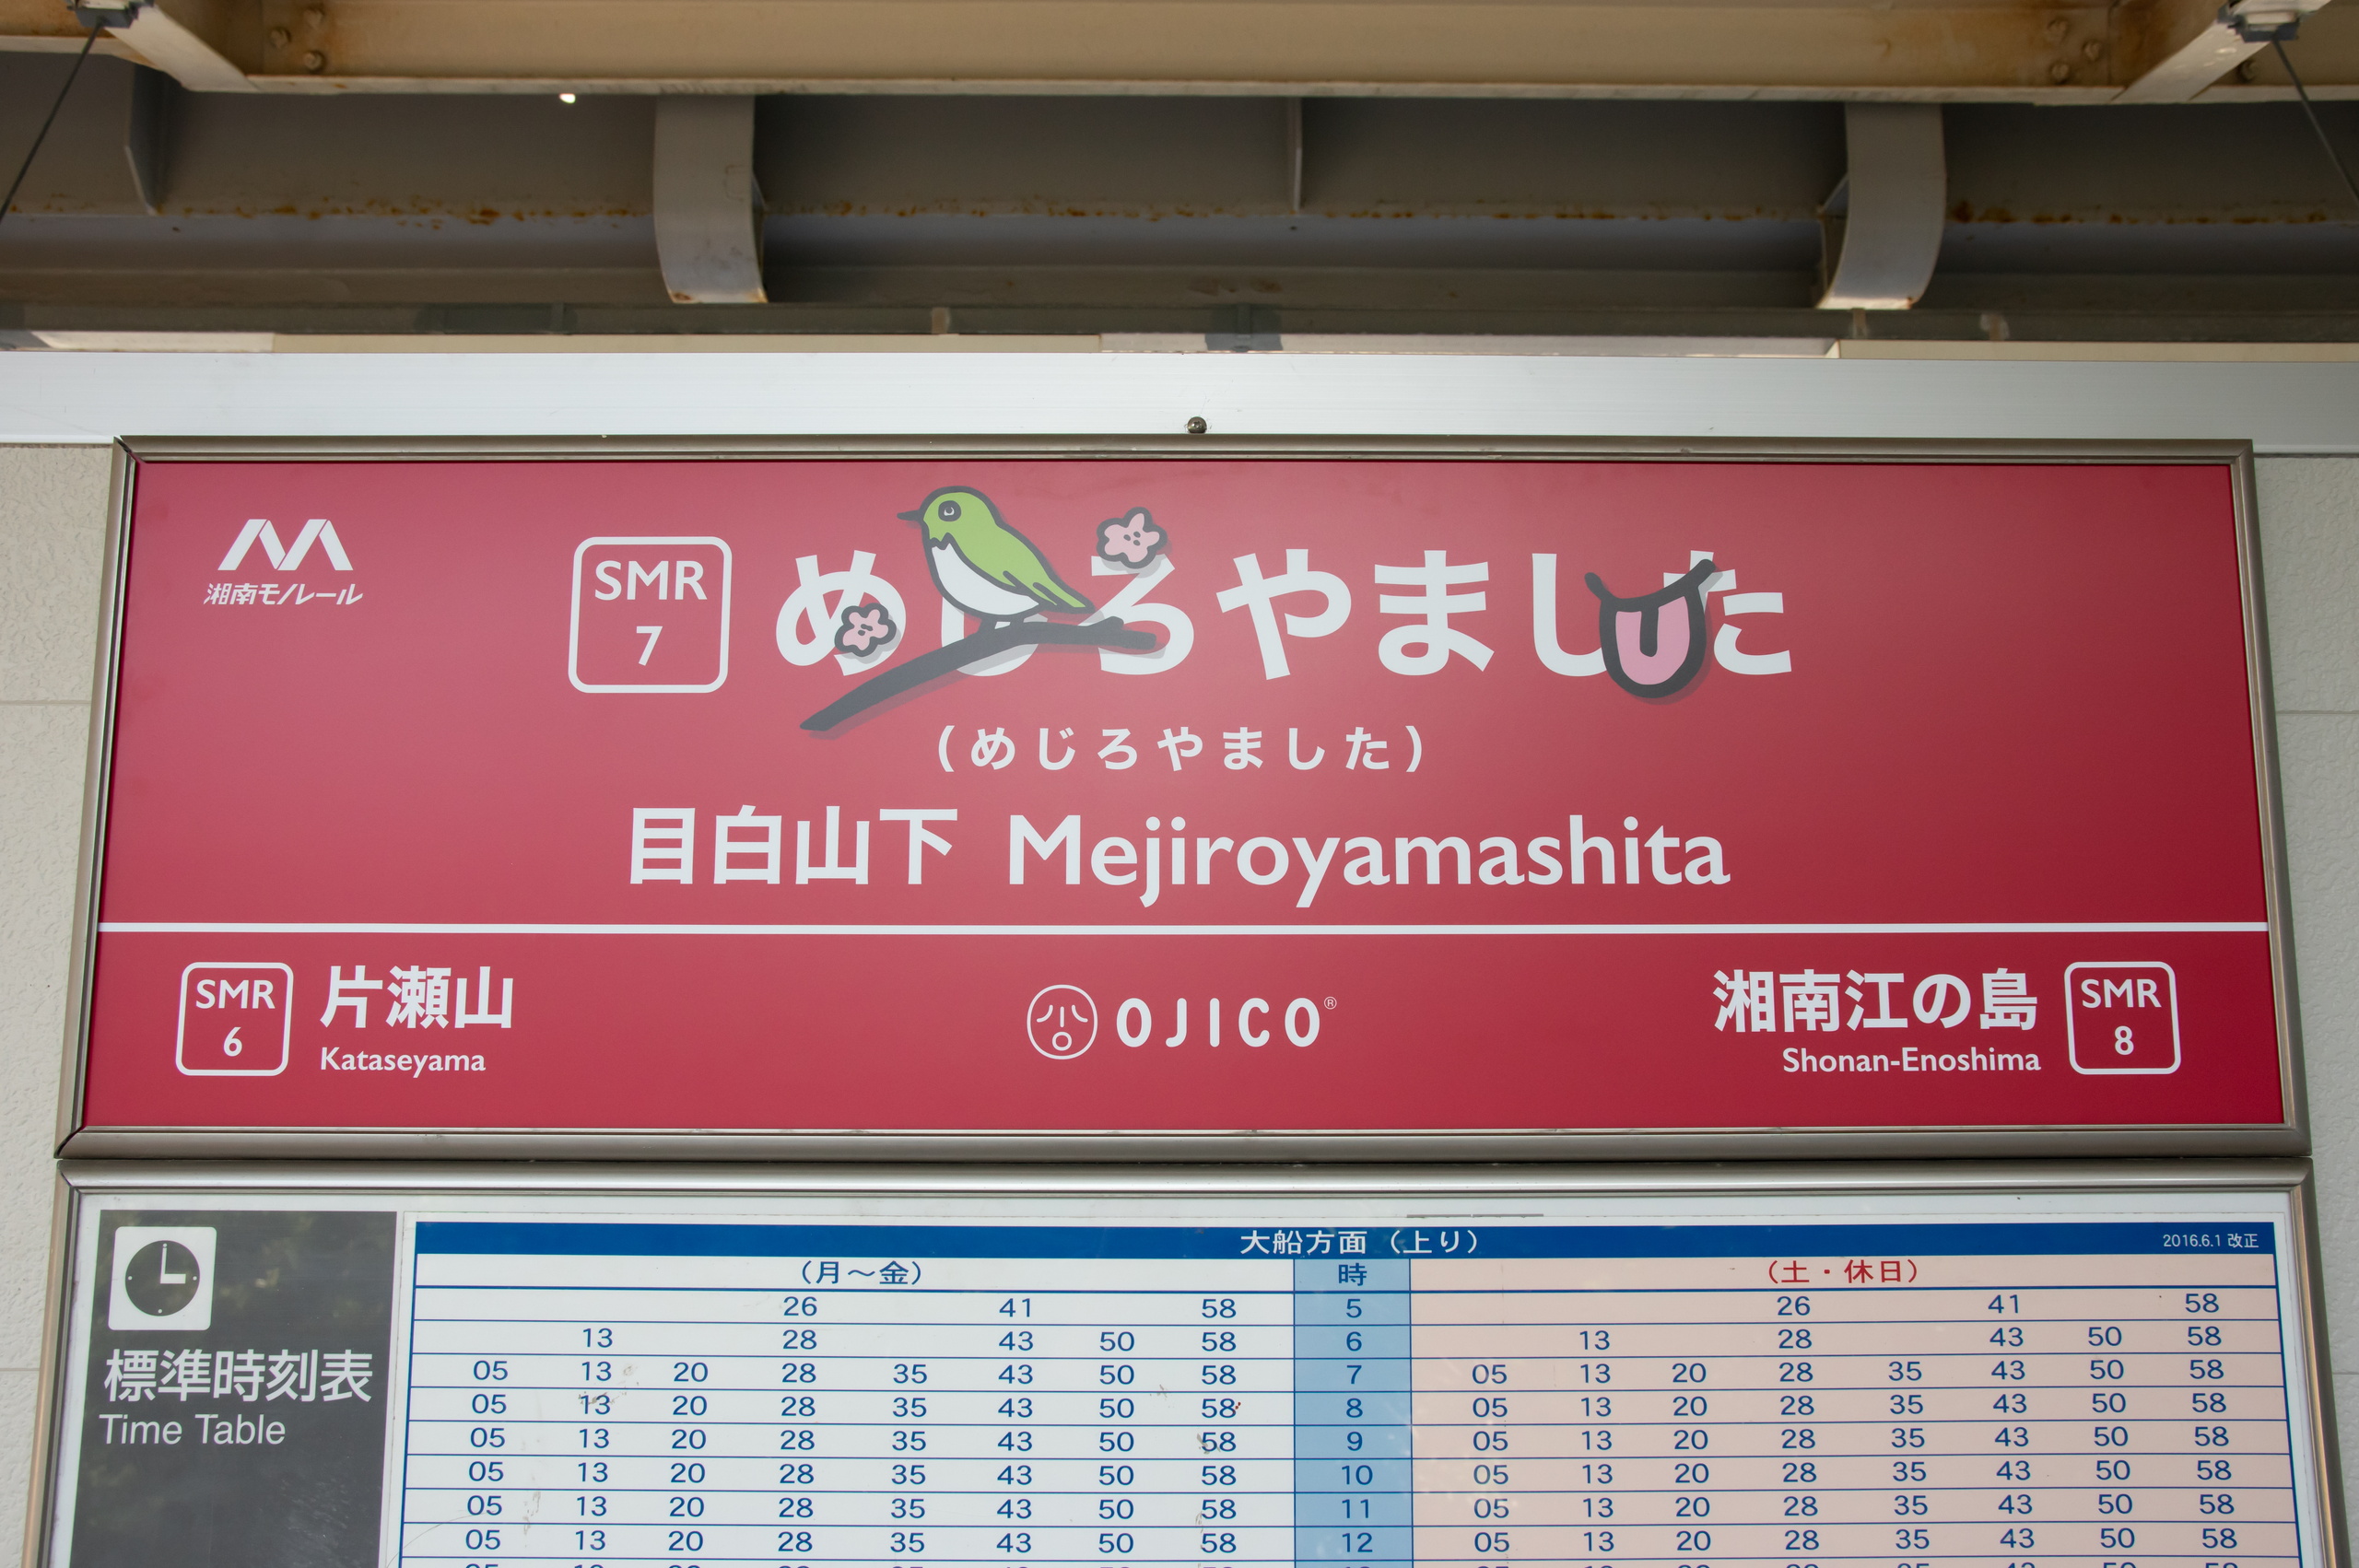 湘南モノレール
SMR
7
めじろやました
(めじろやました)
目白山下 Mejiroyamashita
SMR
6
片瀬山
Kataseyama
OJICO®
湘南江の島
Shonan-Enoshima
SMR
8
標準時刻表
Time Table
大船方面（上り） 2016.6.1 改正
（月～金） 時 （土・休日）
26 41 58 5 26 41 58
13 28 43 50 58 6 13 28 43 50 58
05 13 20 28 35 43 50 58 7 05 13 20 28 35 43 50 58
05 13 20 28 35 43 50 58 8 05 13 20 28 35 43 50 58
05 13 20 28 35 43 50 58 9 05 13 20 28 35 43 50 58
05 13 20 28 35 43 50 58 10 05 13 20 28 35 43 50 58
05 13 20 28 35 43 50 58 11 05 13 20 28 35 43 50 58
05 13 20 28 35 43 50 58 12 05 13 20 28 35 43 50 58